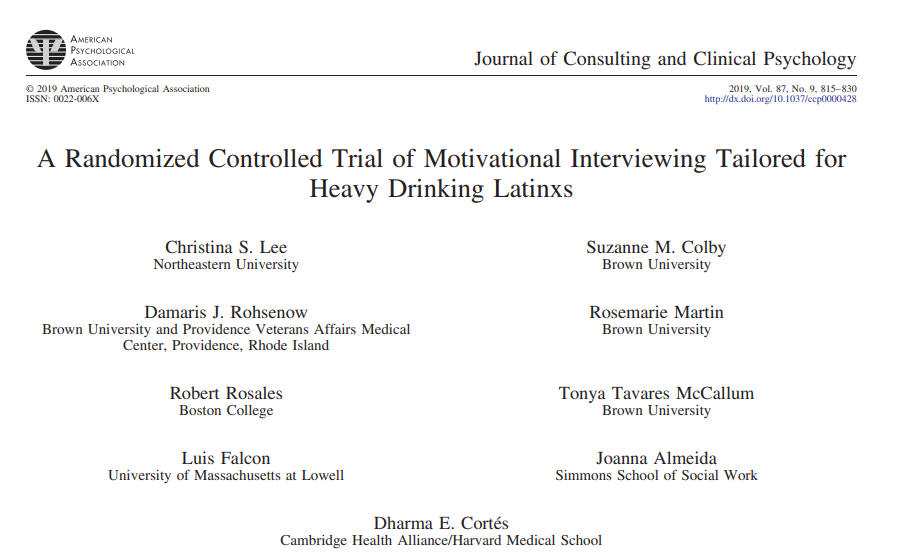 AMERICAN
PSYCHOLOGICAL
ASSOCIATION
Journal of Consulting and Clinical Psychology
© 2019 American Psychological Association
ISSN: 0022-006X
2019, Vol. 87, No. 9, 815–830
http://dx.doi.org/10.1037/ccp0000428
A Randomized Controlled Trial of Motivational Interviewing Tailored for
Heavy Drinking Latinxs
Christina S. Lee
Northeastern University
Suzanne M. Colby
Brown University
Damaris J. Rohsenow
Brown University and Providence Veterans Affairs Medical
Center, Providence, Rhode Island
Rosemarie Martin
Brown University
Robert Rosales
Boston College
Tonya Tavares McCallum
Brown University
Luis Falcon
University of Massachusetts at Lowell
Joanna Almeida
Simmons School of Social Work
Dharma E. Cortés
Cambridge Health Alliance/Harvard Medical School